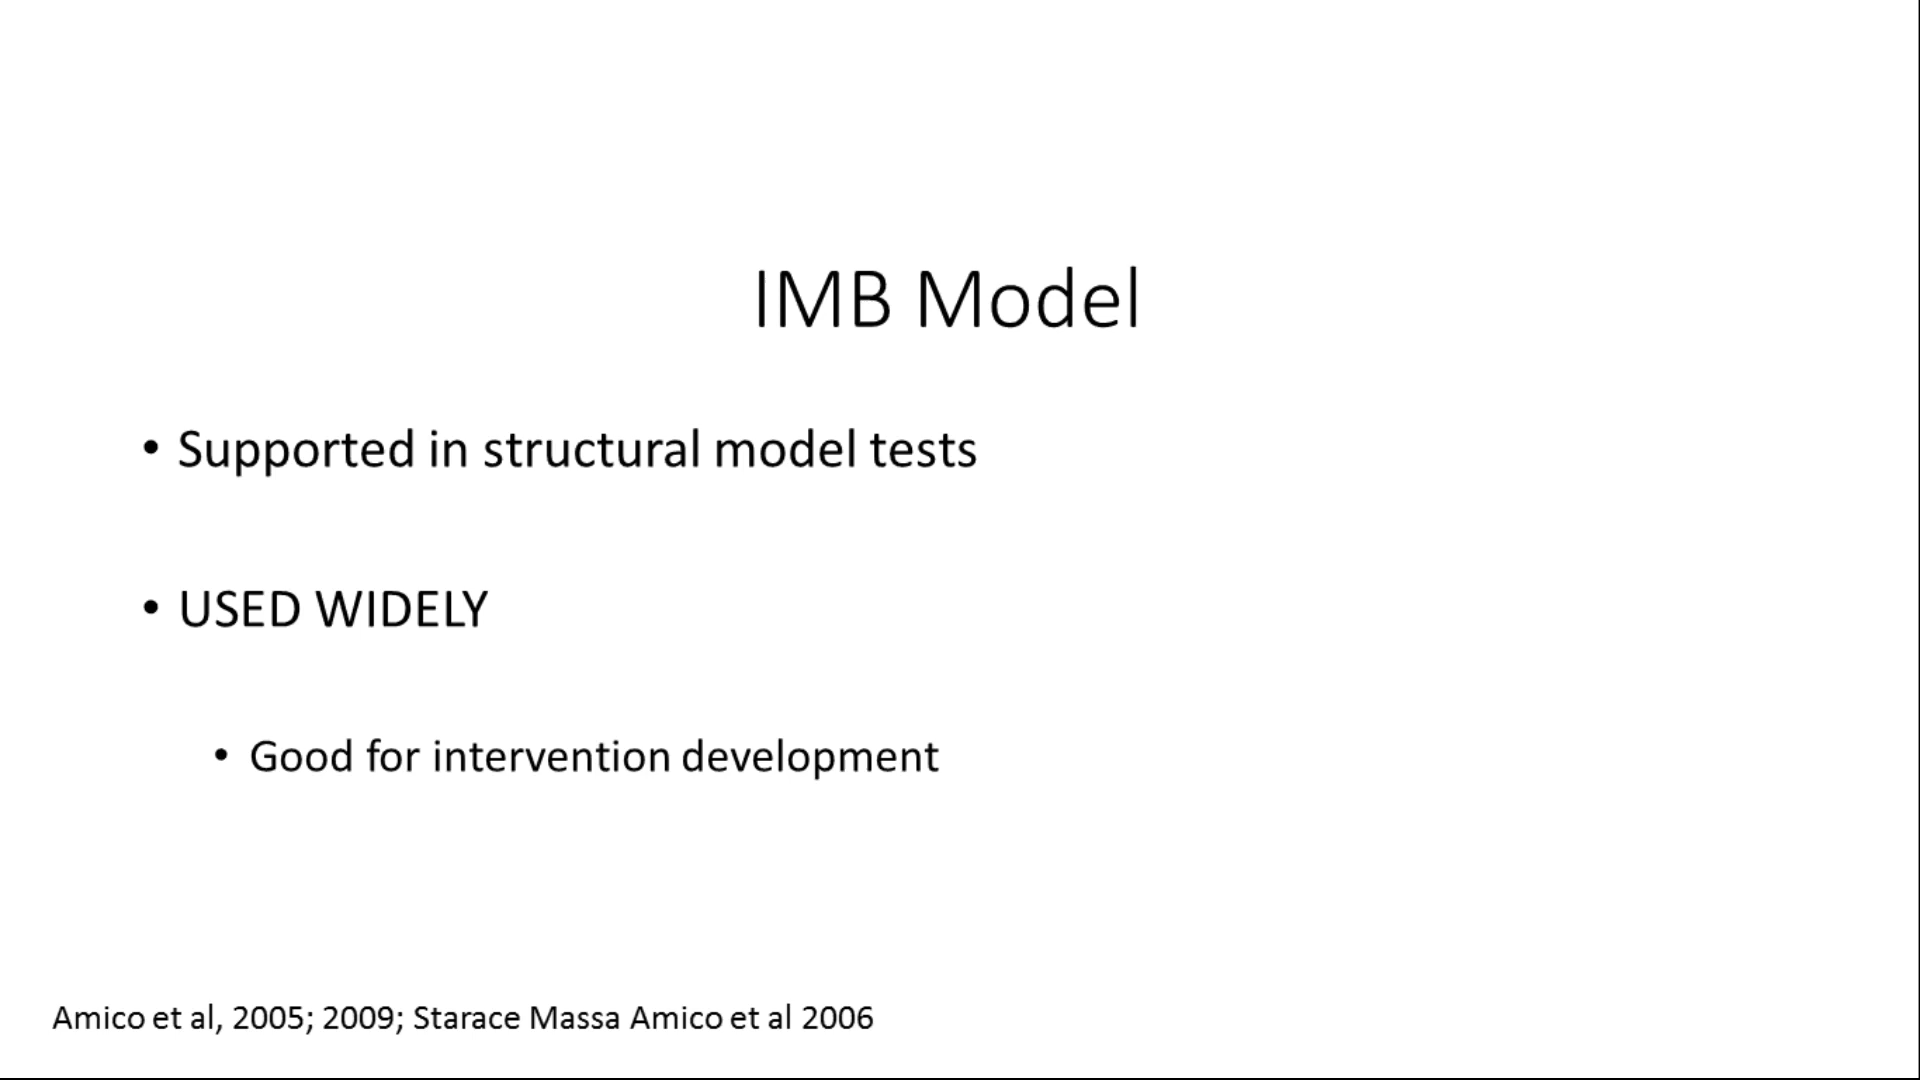 IMB Model
• Supported in structural model tests
• USED WIDELY
• Good for intervention development
Amico et al, 2005; 2009; Starace Massa Amico et al 2006